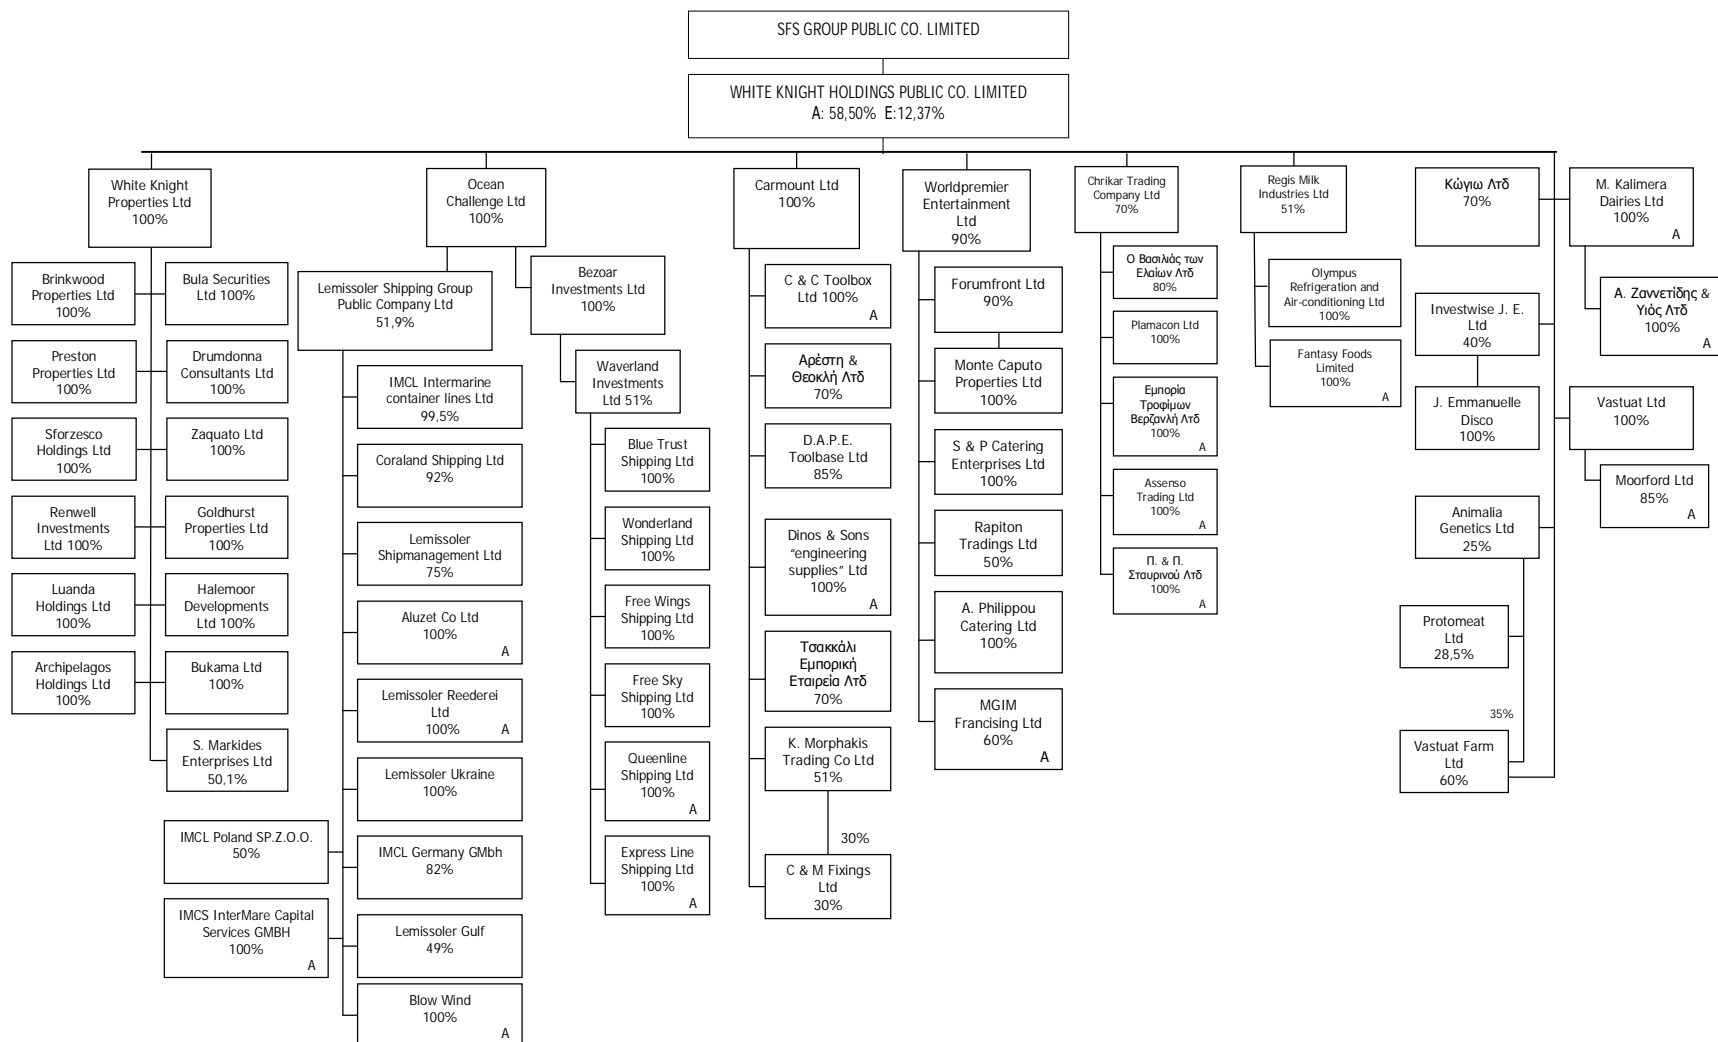 SFS GROUP PUBLIC CO. LIMITED
WHITE KNIGHT HOLDINGS PUBLIC CO. LIMITED
Α: 58,50% Ε:12,37%
White Knight
Properties Ltd
100%
Brinkwood
Properties Ltd
100%
Bula Securities
Ltd 100%
Preston
Properties Ltd
100%
Drumdonna
Consultants Ltd
100%
Sforzesco
Holdings Ltd
100%
Zaquato Ltd
100%
Renwell
Investments
Ltd 100%
Goldhurst
Properties Ltd
100%
Luanda
Holdings Ltd
100%
Halemoor
Developments
Ltd 100%
Archipelagos
Holdings Ltd
100%
Bukama Ltd
100%
S. Markides
Enterprises Ltd
50,1%
Ocean
Challenge Ltd
100%
Lemissoler Shipping Group
Public Company Ltd
51,9%
IMCL Intermarine
container lines Ltd
99,5%
Coraland Shipping Ltd
92%
Lemissoler
Shipmanagement Ltd
75%
Aluzet Co Ltd
100%
A
Lemissoler Reederei
Ltd
100%
A
Lemissoler Ukraine
100%
IMCL Poland SP.Z.O.O.
50%
IMCL Germany GMbh
82%
IMCS InterMare Capital
Services GMBH
100%
A
Lemissoler Gulf
49%
Blow Wind
100%
A
Bezoar
Investments Ltd
100%
Waverland
Investments
Ltd 51%
Blue Trust
Shipping Ltd
100%
Wonderland
Shipping Ltd
100%
Free Wings
Shipping Ltd
100%
Free Sky
Shipping Ltd
100%
Queenline
Shipping Ltd
100%
A
Express Line
Shipping Ltd
100%
A
Carmount Ltd
100%
C & C Toolbox
Ltd 100%
A
Αρέστη &
Θεοκλή Λτδ
70%
D.A.P.E.
Toolbase Ltd
85%
Dinos & Sons
“engineering
supplies” Ltd
100%
A
Τσακκάλι
Εμπορική
Εταιρεία Λτδ
70%
K. Morphakis
Trading Co Ltd
51%
30%
C & M Fixings
Ltd
30%
Worldpremier
Entertainment
Ltd
90%
Forumfront Ltd
90%
Monte Caputo
Properties Ltd
100%
S & P Catering
Enterprises Ltd
100%
Rapiton
Tradings Ltd
50%
A. Philippou
Catering Ltd
100%
MGIM
Francising Ltd
60%
A
Chrikar Trading
Company Ltd
70%
Ο Βασιλιάς των
Ελαίων Λτδ
80%
Plamacon Ltd
100%
Εμπορία
Τροφίμων
Βερζανλή Λτδ
100%
A
Assenso
Trading Ltd
100%
A
Π. & Π.
Σταυρινού Λτδ
100%
A
Regis Milk
Industries Ltd
51%
Olympus
Refrigeration and
Air-conditioning Ltd
100%
Fantasy Foods
Limited
100%
A
Κώγιω Λτδ
70%
M. Kalimera
Dairies Ltd
100%
A
Α. Ζαννετίδης &
Υιός Λτδ
100%
A
Investwise J. E.
Ltd
40%
J. Emmanuelle
Disco
100%
Vastuat Ltd
100%
Moorford Ltd
85%
A
Animalia
Genetics Ltd
25%
Protomeat
Ltd
28,5%
35%
Vastuat Farm
Ltd
60%